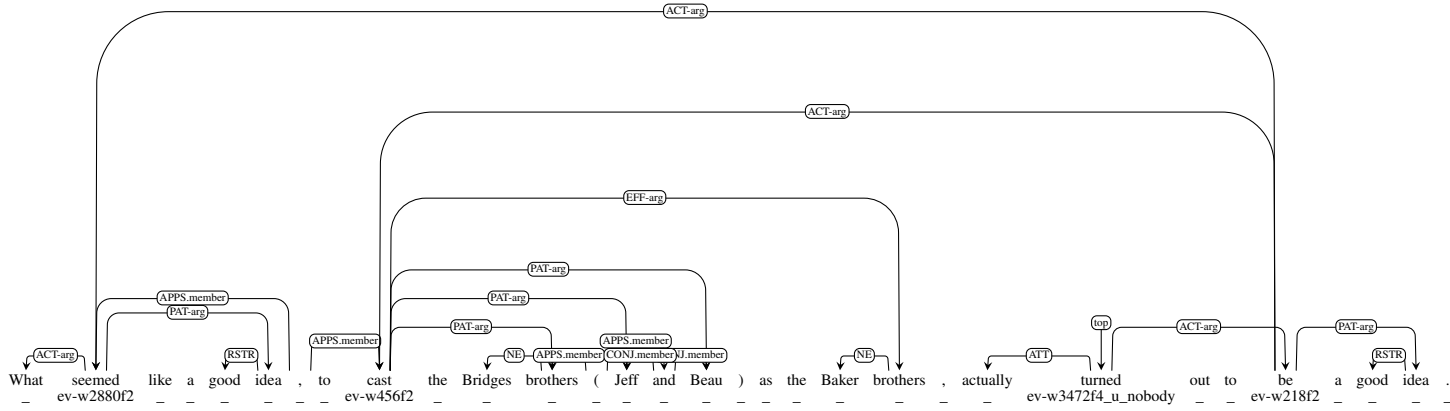 ACT-arg
ACT-arg
EFF-arg
PAT-arg
APPS.member PAT-arg
PAT-arg top
APPS.member PAT-arg APPS.member ACT-arg PAT-arg
ACT-arg RSTR NE APPS.member CONJ.member NJ.member NE ATT RSTR
What seemed like a good idea , to cast the Bridges brothers ( Jeff and Beau ) as the Baker brothers , actually turned out to be a good idea .
_ ev-w2880f2 _ _ _ _ _ _ ev-w456f2 _ _ _ _ _ _ _ _ _ _ _ _ _ _ ev-w3472f4_u_nobody _ _ ev-w218f2 _ _ _ _